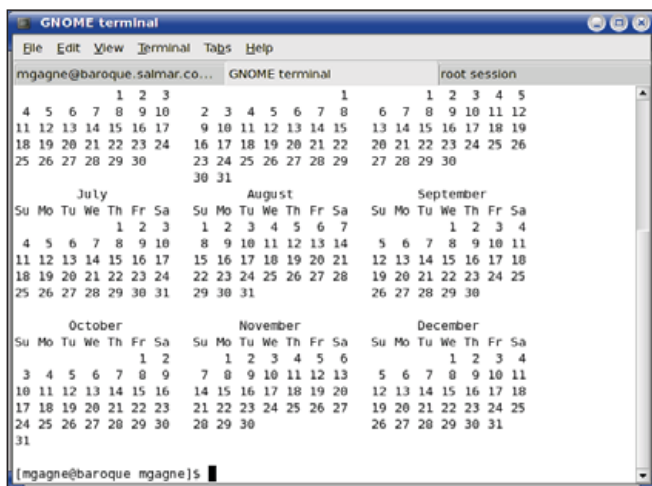 GNOME terminal
File Edit View Terminal Tabs Help
mgagne@baroque.salmar.co... GNOME terminal root session
1 2 3 1 1 2 3 4 5
4 5 6 7 8 9 10 2 3 4 5 6 7 8 6 7 8 9 10 11 12
11 12 13 14 15 16 17 9 10 11 12 13 14 15 13 14 15 16 17 18 19
18 19 20 21 22 23 24 16 17 18 19 20 21 22 20 21 22 23 24 25 26
25 26 27 28 29 30 23 24 25 26 27 28 29 27 28 29 30
30 31
July August September
Su Mo Tu We Th Fr Sa Su Mo Tu We Th Fr Sa Su Mo Tu We Th Fr Sa
1 2 3 1 2 3 4 5 6 7 1 2 3 4
4 5 6 7 8 9 10 8 9 10 11 12 13 14 5 6 7 8 9 10 11
11 12 13 14 15 16 17 15 16 17 18 19 20 21 12 13 14 15 16 17 18
18 19 20 21 22 23 24 22 23 24 25 26 27 28 19 20 21 22 23 24 25
25 26 27 28 29 30 31 29 30 31 26 27 28 29 30
October November December
Su Mo Tu We Th Fr Sa Su Mo Tu We Th Fr Sa Su Mo Tu We Th Fr Sa
1 2 1 2 3 4 5 6 1 2 3 4
3 4 5 6 7 8 9 7 8 9 10 11 12 13 5 6 7 8 9 10 11
10 11 12 13 14 15 16 14 15 16 17 18 19 20 12 13 14 15 16 17 18
17 18 19 20 21 22 23 21 22 23 24 25 26 27 19 20 21 22 23 24 25
24 25 26 27 28 29 30 28 29 30 26 27 28 29 30 31
31
[mgagne@baroque mgagne]$